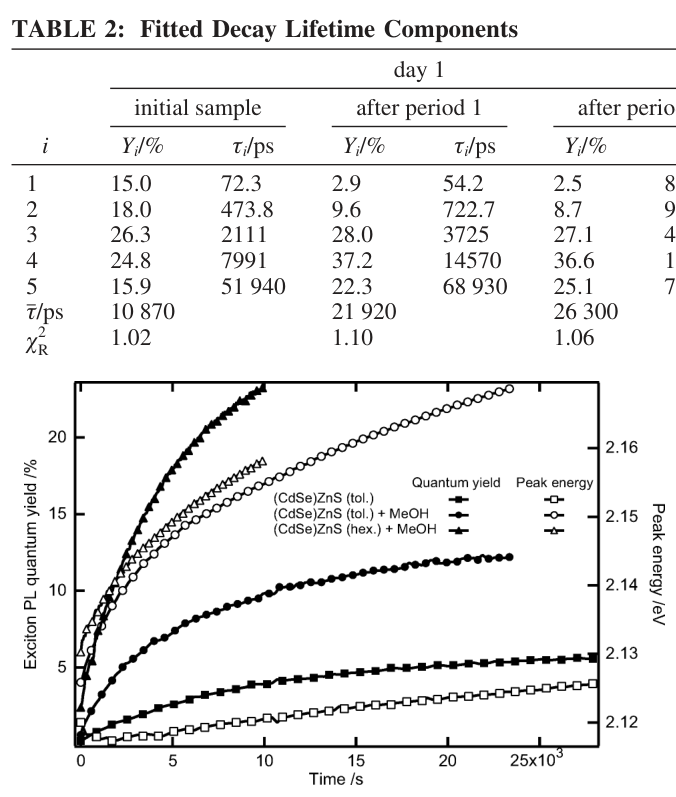 TABLE 2: Fitted Decay Lifetime Components
day 1
initial sample after period 1 after perio
i Yi/% τi/ps Yi/% τi/ps Yi/%
1 15.0 72.3 2.9 54.2 2.5 8
2 18.0 473.8 9.6 722.7 8.7 9
3 26.3 2111 28.0 3725 27.1 4
4 24.8 7991 37.2 14570 36.6 1
5 15.9 51 940 22.3 68 930 25.1 7
τ̄/ps 10 870 21 920 26 300
χ²R 1.02 1.10 1.06
Exciton PL quantum yield /%
20
15
10
5
Quantum yield Peak energy
(CdSe)ZnS (tol.)
(CdSe)ZnS (tol.) + MeOH
(CdSe)ZnS (hex.) + MeOH
2.16
2.15
2.14
2.13
2.12
Peak energy /eV
0 5 10 15 20 25x10³
Time /s